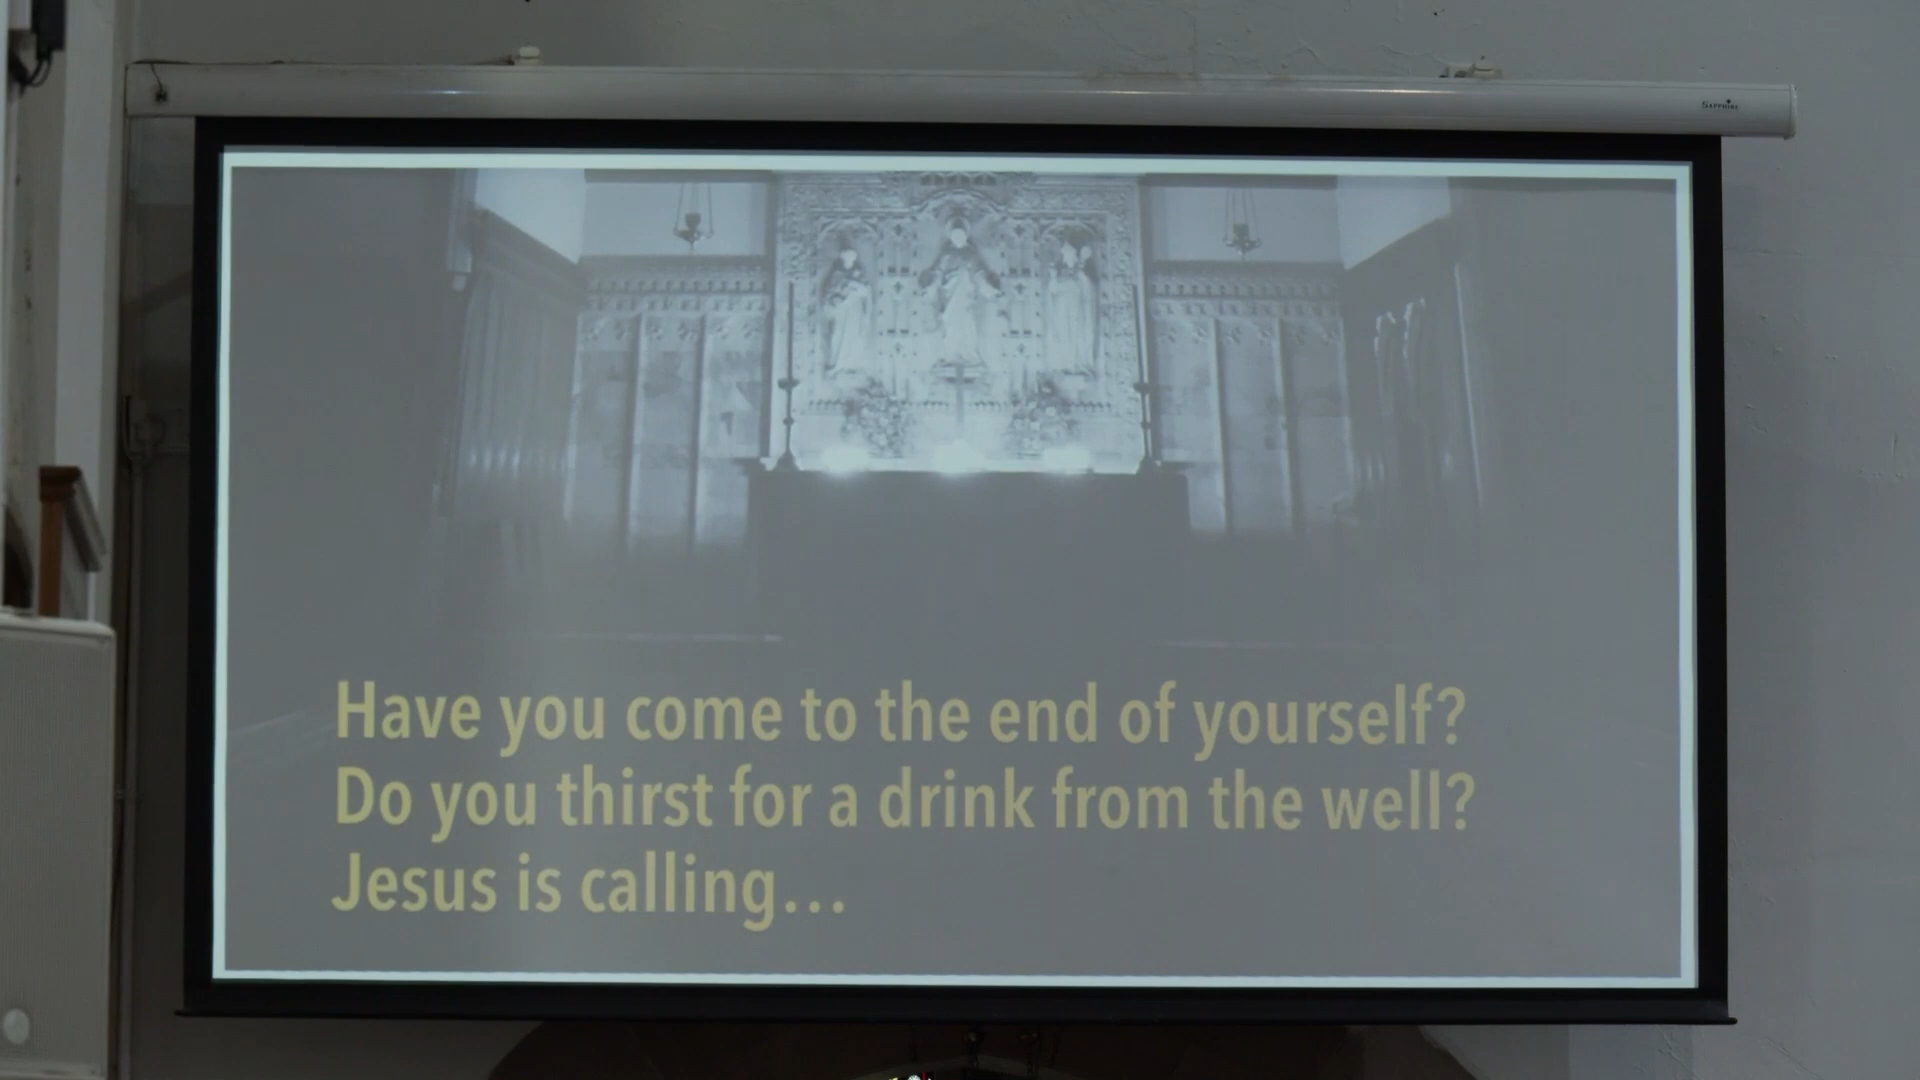 SAPPHIRE
Have you come to the end of yourself?
Do you thirst for a drink from the well?
Jesus is calling…